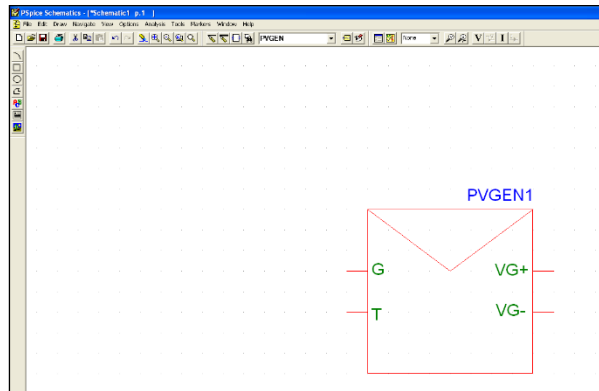 PSpice Schematics - [*Schematic1 p.1 ]
File Edit Draw Navigate View Options Analysis Tools Markers Window Help
PVGEN
None
V
I
PVGEN1
G
VG+
T
VG-